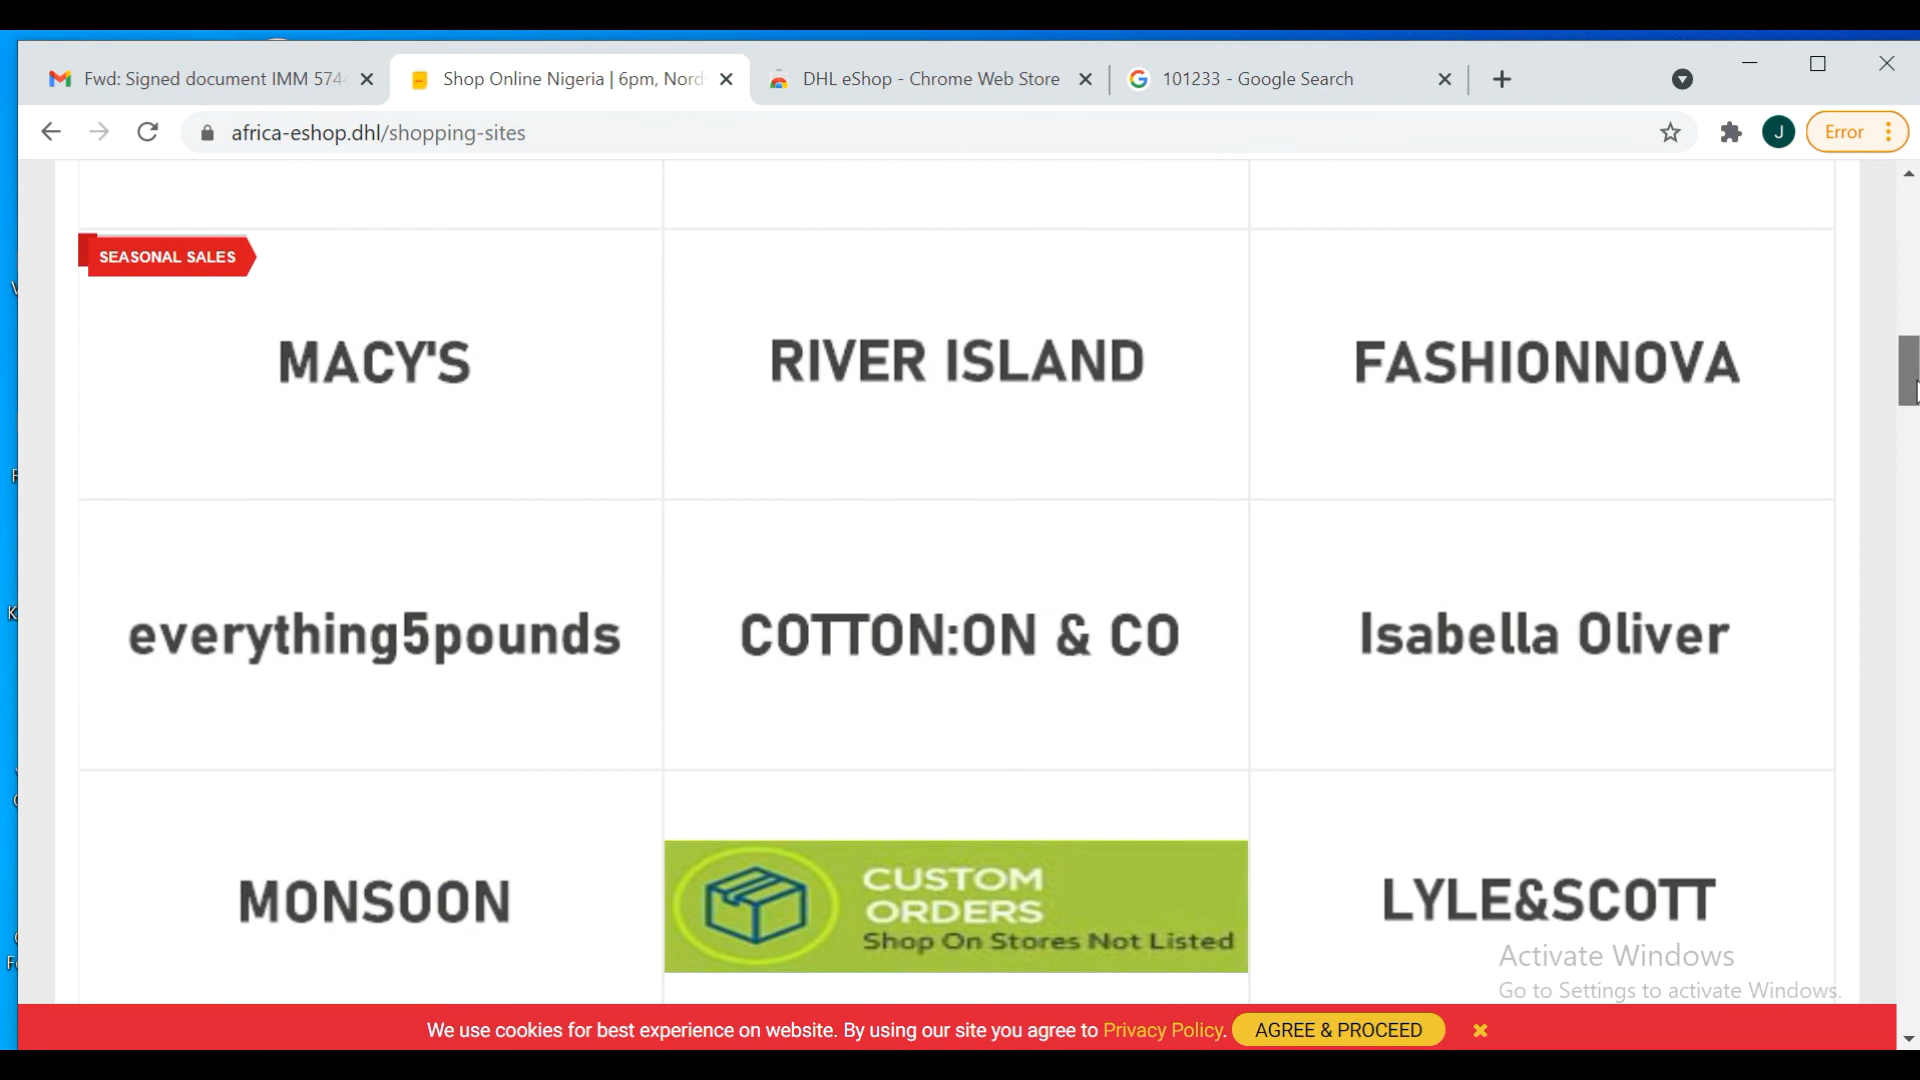 Fwd: Signed document IMM 574
Shop Online Nigeria | 6pm, Nord
DHL eShop - Chrome Web Store
101233 - Google Search
africa-eshop.dhl/shopping-sites
J
Error
SEASONAL SALES
MACY'S
RIVER ISLAND
FASHIONNOVA
everything5pounds
COTTON:ON & CO
Isabella Oliver
MONSOON
CUSTOM
ORDERS
Shop On Stores Not Listed
LYLE&SCOTT
Activate Windows
Go to Settings to activate Windows.
We use cookies for best experience on website. By using our site you agree to Privacy Policy.
AGREE & PROCEED